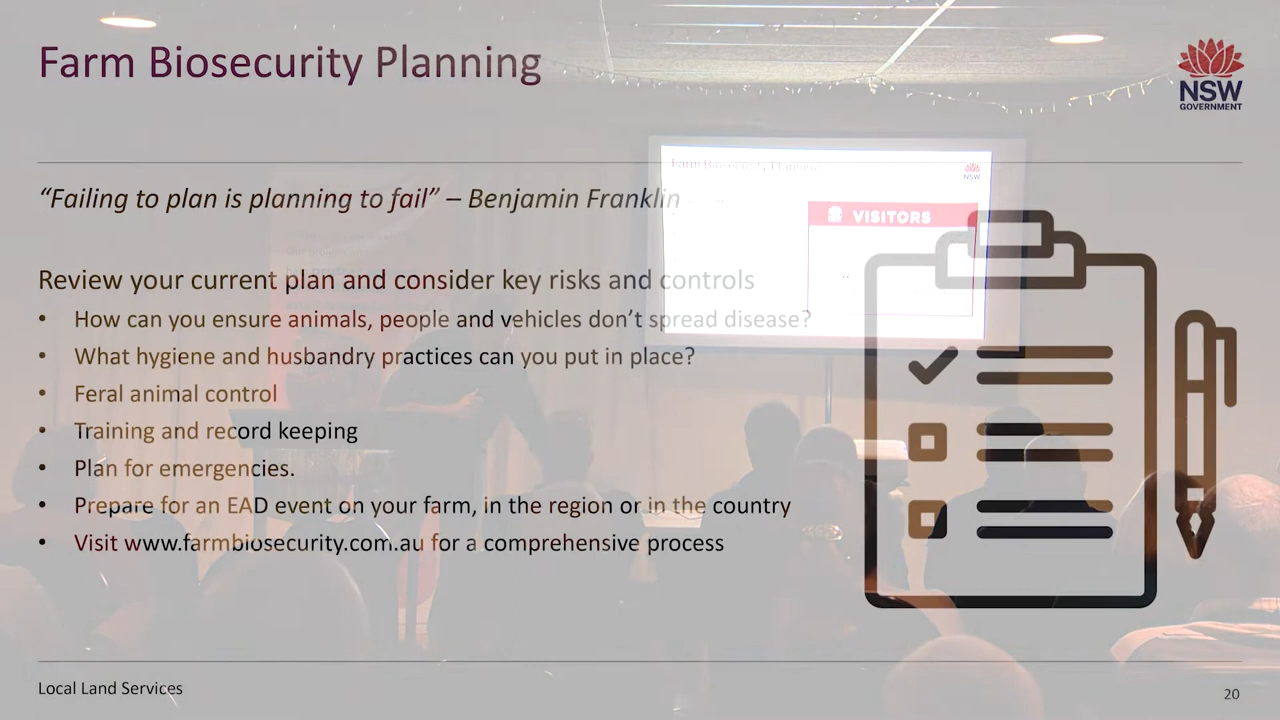 Farm Biosecurity Planning
NSW
GOVERNMENT
Farm Biosecurity Planning
NSW
“Failing to plan is planning to fail” – Benjamin Franklin
VISITORS
Review your current plan and consider key risks and controls
• How can you ensure animals, people and vehicles don’t spread disease?
• What hygiene and husbandry practices can you put in place?
• Feral animal control
• Training and record keeping
• Plan for emergencies.
• Prepare for an EAD event on your farm, in the region or in the country
• Visit www.farmbiosecurity.com.au for a comprehensive process
Local Land Services
20